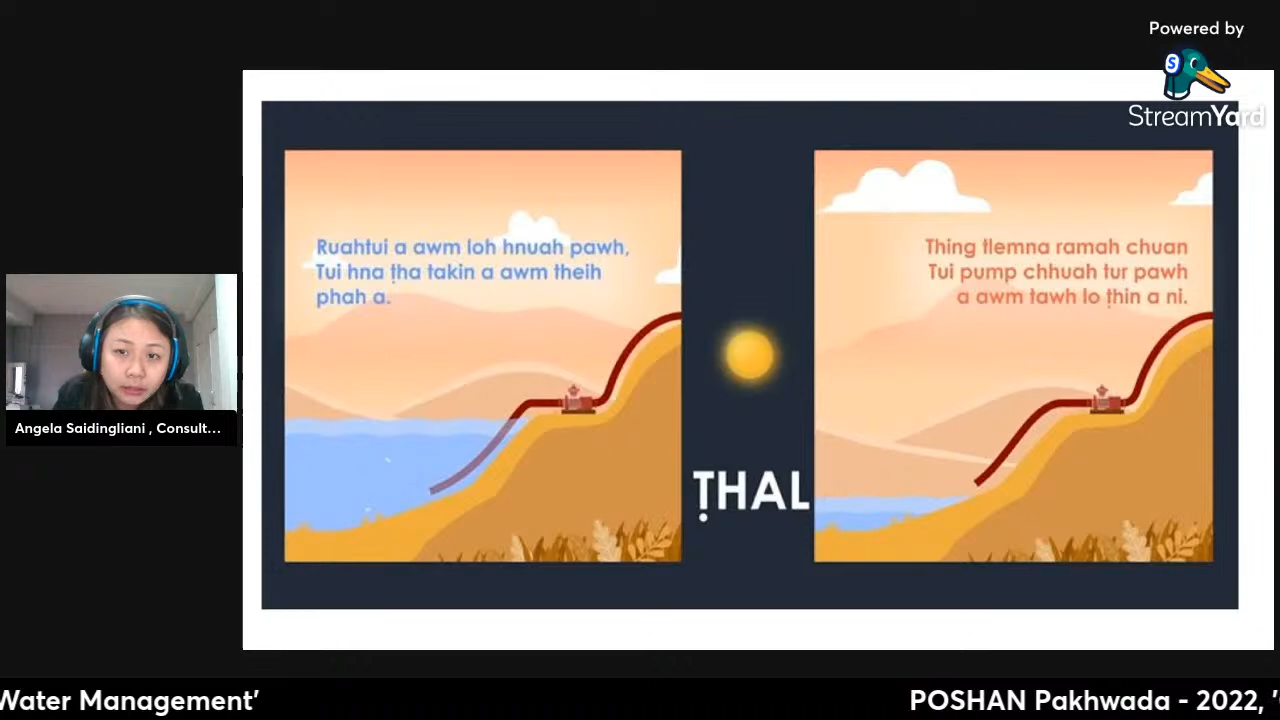 Powered by
StreamYard
Ruahtui a awm loh hnuah pawh,
Tui hna ṭha takin a awm theih
phah a.
Thing tlemna ramah chuan
Tui pump chhuah tur pawh
a awm tawh lo ṭhin a ni.
ṬHAL
Angela Saidingliani , Consult...
Water Management' POSHAN Pakhwada - 2022, '